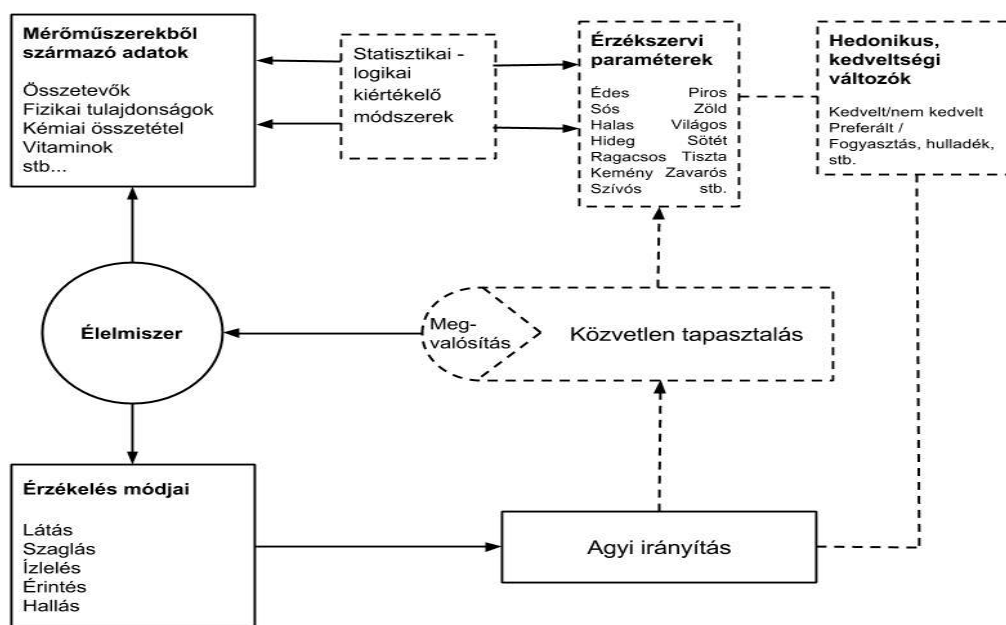 Mérőműszerekből
származó adatok
Összetevők
Fizikai tulajdonságok
Kémiai összetétel
Vitaminok
stb...
Statisztikai -
logikai
kiértékelő
módszerek
Érzékszervi
paraméterek
Édes Piros
Sós Zöld
Halas Világos
Hideg Sötét
Ragacsos Tiszta
Kemény Zavarós
Szívós stb.
Hedonikus,
kedveltségi
változók
Kedvelt/nem kedvelt
Preferált /
Fogyasztás, hulladék,
stb.
Élelmiszer
Meg-
valósítás
Közvetlen tapasztalás
Érzékelés módjai
Látás
Szaglás
Ízlelés
Érintés
Hallás
Agyi irányítás